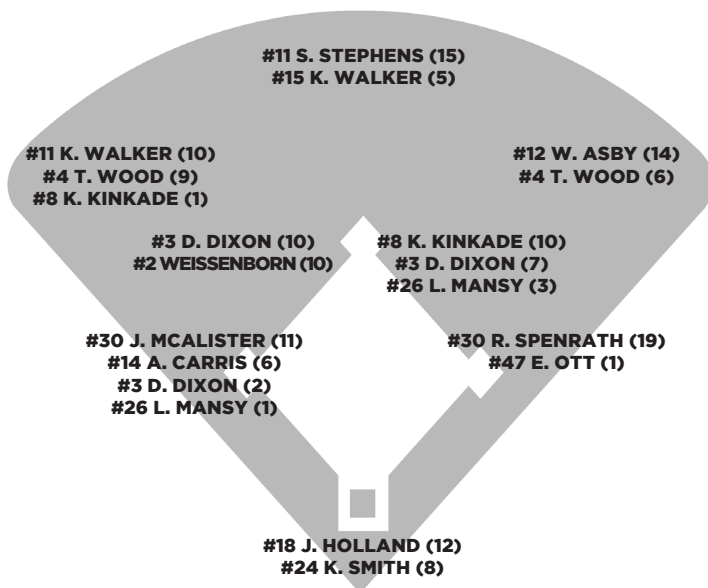 #11 S. STEPHENS (15)
#15 K. WALKER (5)
#11 K. WALKER (10)
#4 T. WOOD (9)
#8 K. KINKADE (1)
#12 W. ASBY (14)
#4 T. WOOD (6)
#3 D. DIXON (10)
#2 WEISSENBORN (10)
#8 K. KINKADE (10)
#3 D. DIXON (7)
#26 L. MANSY (3)
#30 J. MCALISTER (11)
#14 A. CARRIS (6)
#3 D. DIXON (2)
#26 L. MANSY (1)
#30 R. SPENRATH (19)
#47 E. OTT (1)
#18 J. HOLLAND (12)
#24 K. SMITH (8)